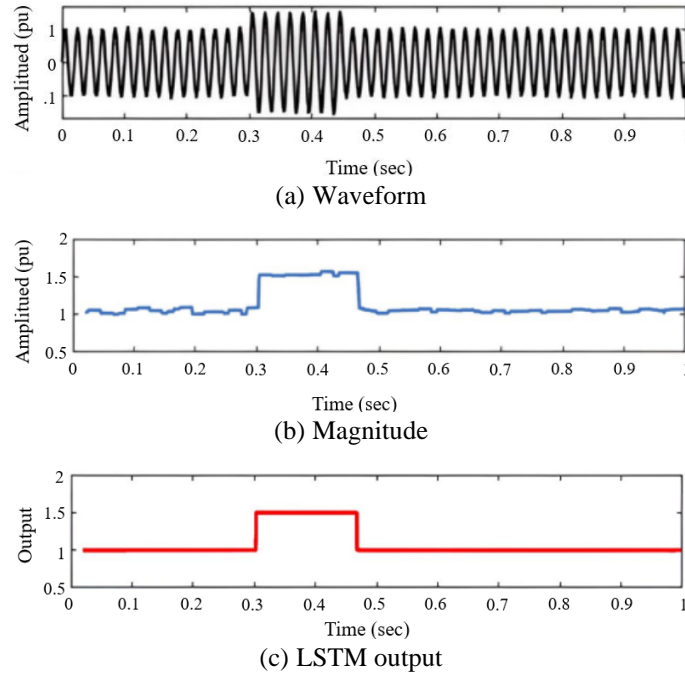 Amplitued (pu)
1
0
.1
0 0.1 0.2 0.3 0.4 0.5 0.6 0.7 0.8 0.9
Time (sec)
(a) Waveform
Amplitued (pu)
2
1.5
1
0.5
0 0.1 0.2 0.3 0.4 0.5 0.6 0.7 0.8 0.9
Time (sec)
(b) Magnitude
Output
2
1.5
1
0.5
0 0.1 0.2 0.3 0.4 0.5 0.6 0.7 0.8 0.9 1
Time (sec)
(c) LSTM output